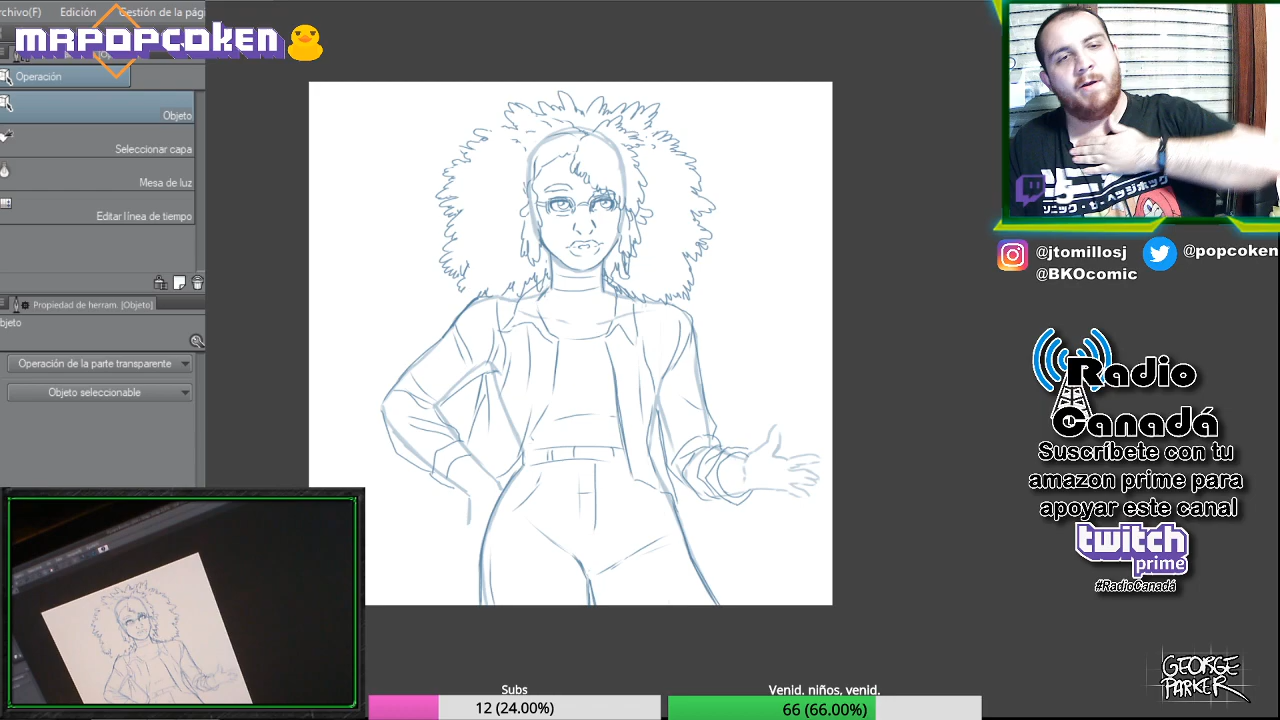 rchivo(F) Edición Gestión de la pág
MRPOPCOKEN
Operación
Objeto
Seleccionar capa
Mesa de luz
Editar línea de tiempo
Propiedad de herram. [Objeto]
bjeto
Operación de la parte transparente
Objeto seleccionable
@jtomillosj
@popcoken
@BKOcomic
Radio
Canadá
Suscríbete con tu
amazon prime para
apoyar este canal
twitch
prime
#RadioCanadá
GEORGE
PARKER
Subs
12 (24.00%)
Venid, niños, venid.
66 (66.00%)